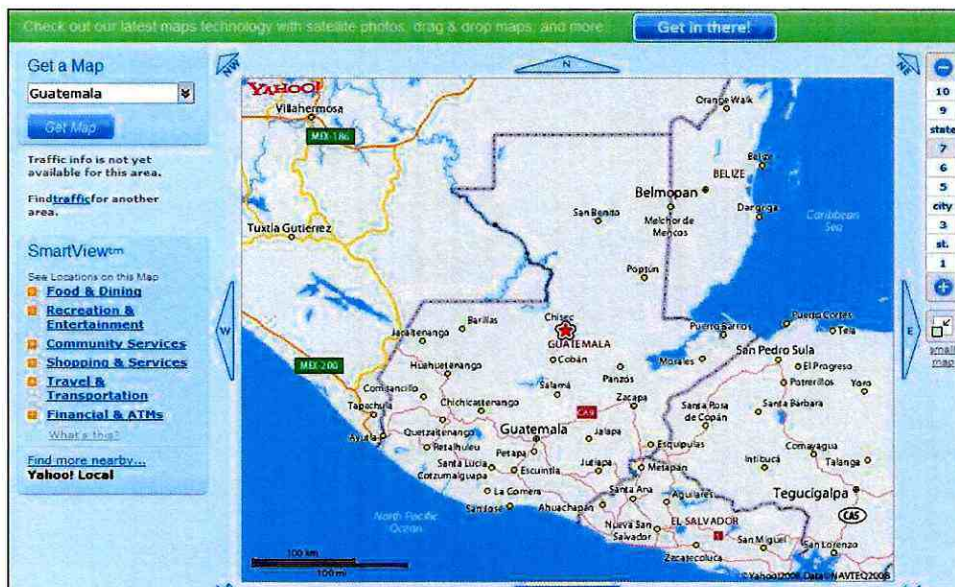 Check out our latest maps technology with satellite photos, drag & drop maps, and more.
Get in there!
Get a Map
Guatemala
Get Map
Traffic info is not yet
available for this area.
Findtrafficfor another
area.
SmartView™
See Locations on this Map
Food & Dining
Recreation &
Entertainment
Community Services
Shopping & Services
Travel &
Transportation
Financial & ATMs
What's this?
Find more nearby...
Yahoo! Local
NW
N
NE
W
E
YAHOO!
Villahermosa
MEX-186
Orange Walk
Belize
BELIZE
Belmopan
Dangriga
San Benito
Melchor de
Mencos
Caribbean
Sea
Tuxtla Gutiérrez
Poptún
Chisec
Barillas
Jacaltenango
GUATEMALA
Puerto Barrios
Puerto Cortés
Tela
MEX-200
Huehuetenango
Cobán
Morales
San Pedro Sula
El Progreso
Comitancillo
Salamá
Panzós
Potrerillos
Yoro
Tapachula
Chichicastenango
CA9
Zacapa
Santa Rosa
de Copán
Santa Bárbara
Ayutla
Quetzaltenango
Guatemala
Jalapa
Retalhuleu
Petapa
Esquipulas
Comayagua
Santa Lucia
Cotzumalguapa
Escuintla
Jutiapa
Metapán
Intibucá
Talanga
La Gomera
Santa Ana
Aguilares
Tegucigalpa
San Jose
Ahuachapán
CA5
North Pacific
Ocean
Nueva San
Salvador
EL SALVADOR
1
San Miguel
San Lorenzo
Zacatecoluca
100 km
100 mi
©Yahoo!2008, Data©NAVTEQ2008
10
9
state
7
6
5
city
3
st.
1
small
map